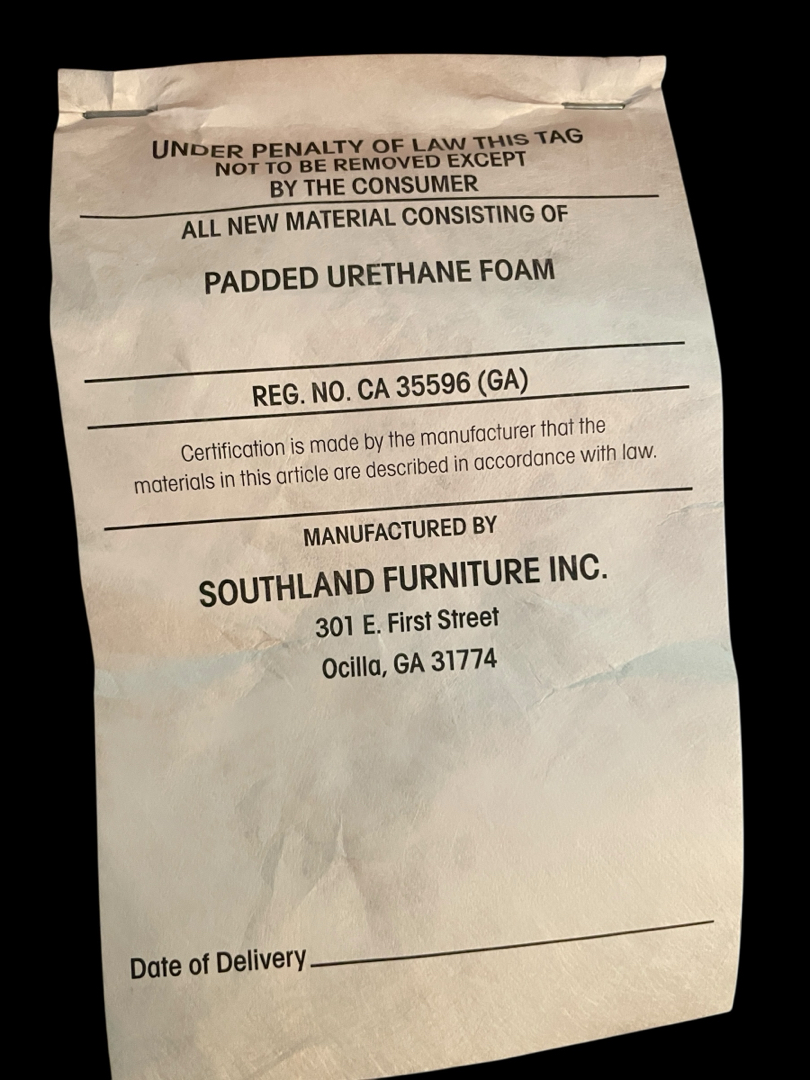 UNDER PENALTY OF LAW THIS TAG
NOT TO BE REMOVED EXCEPT
BY THE CONSUMER
ALL NEW MATERIAL CONSISTING OF
PADDED URETHANE FOAM
REG. NO. CA 35596 (GA)
Certification is made by the manufacturer that the
materials in this article are described in accordance with law.
MANUFACTURED BY
SOUTHLAND FURNITURE INC.
301 E. First Street
Ocilla, GA 31774
Date of Delivery